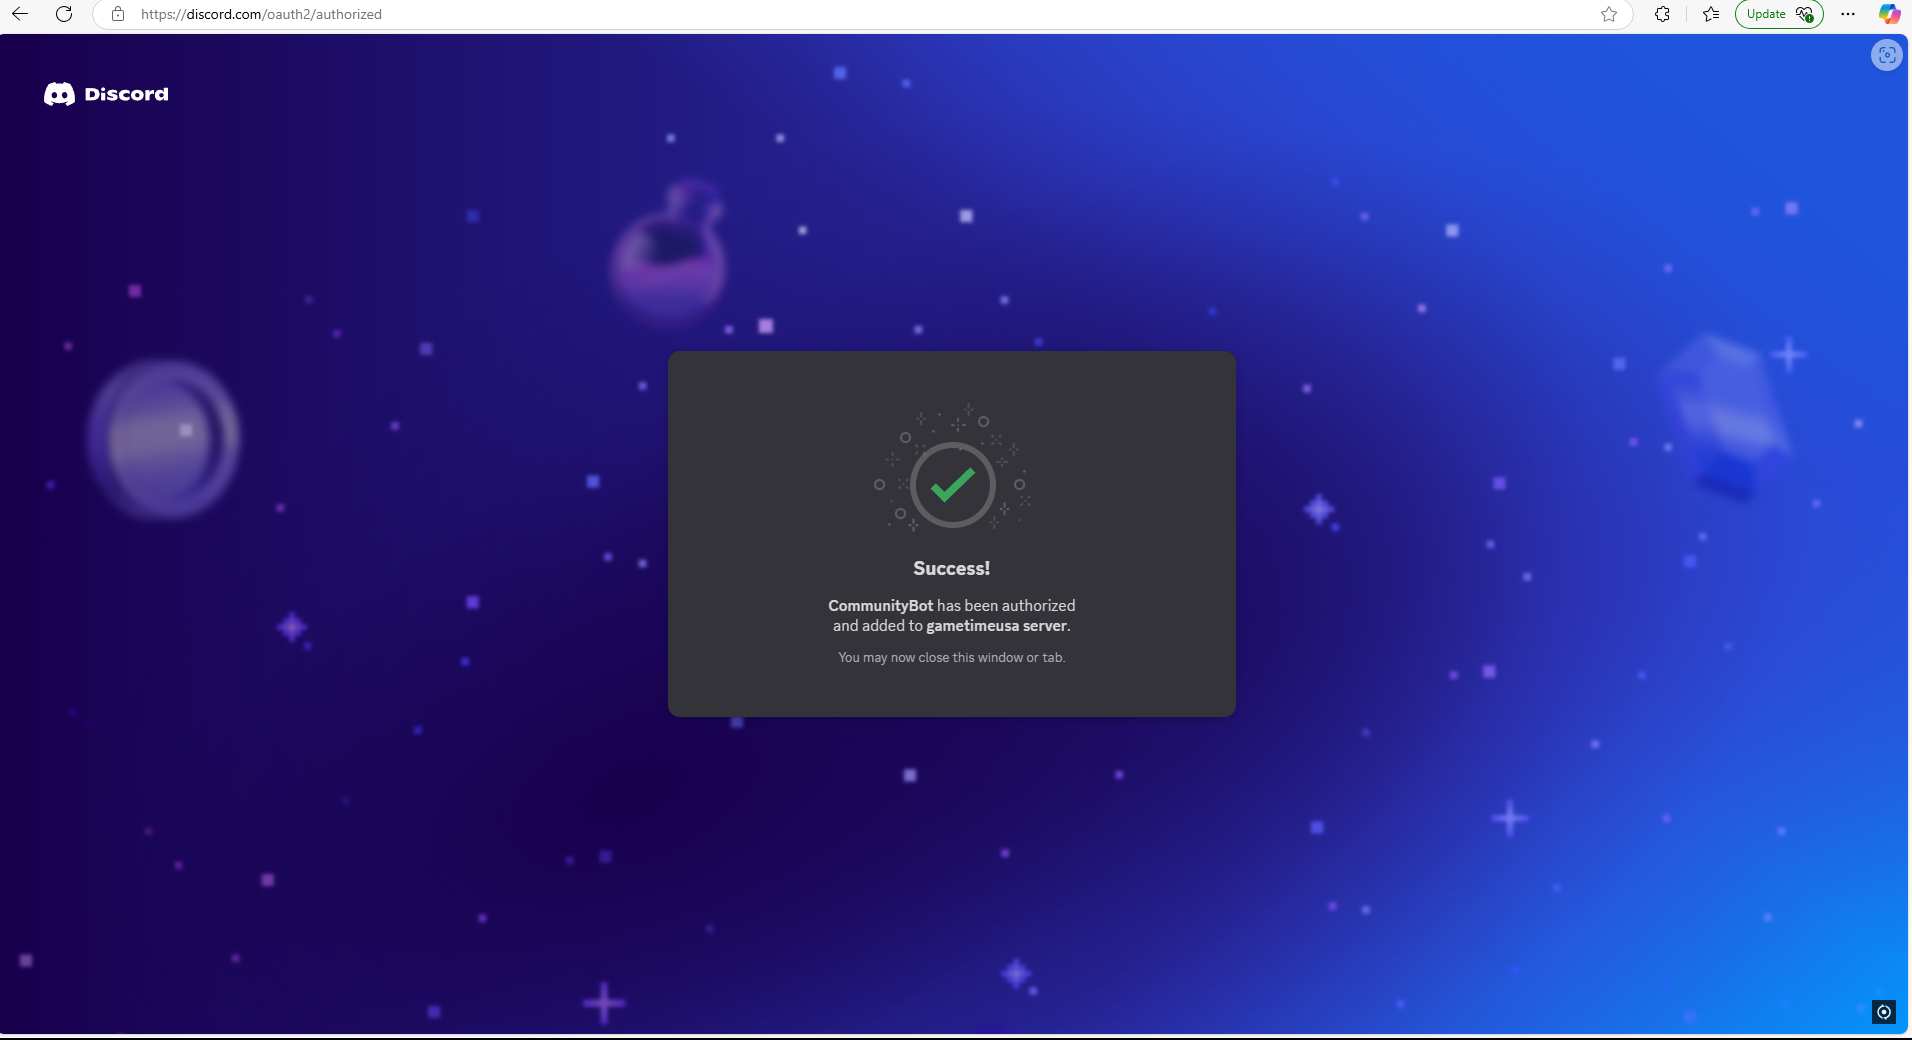 https://discord.com/oauth2/authorized
Update
Discord
Success!
CommunityBot has been authorized
and added to gametimeusa server.
You may now close this window or tab.